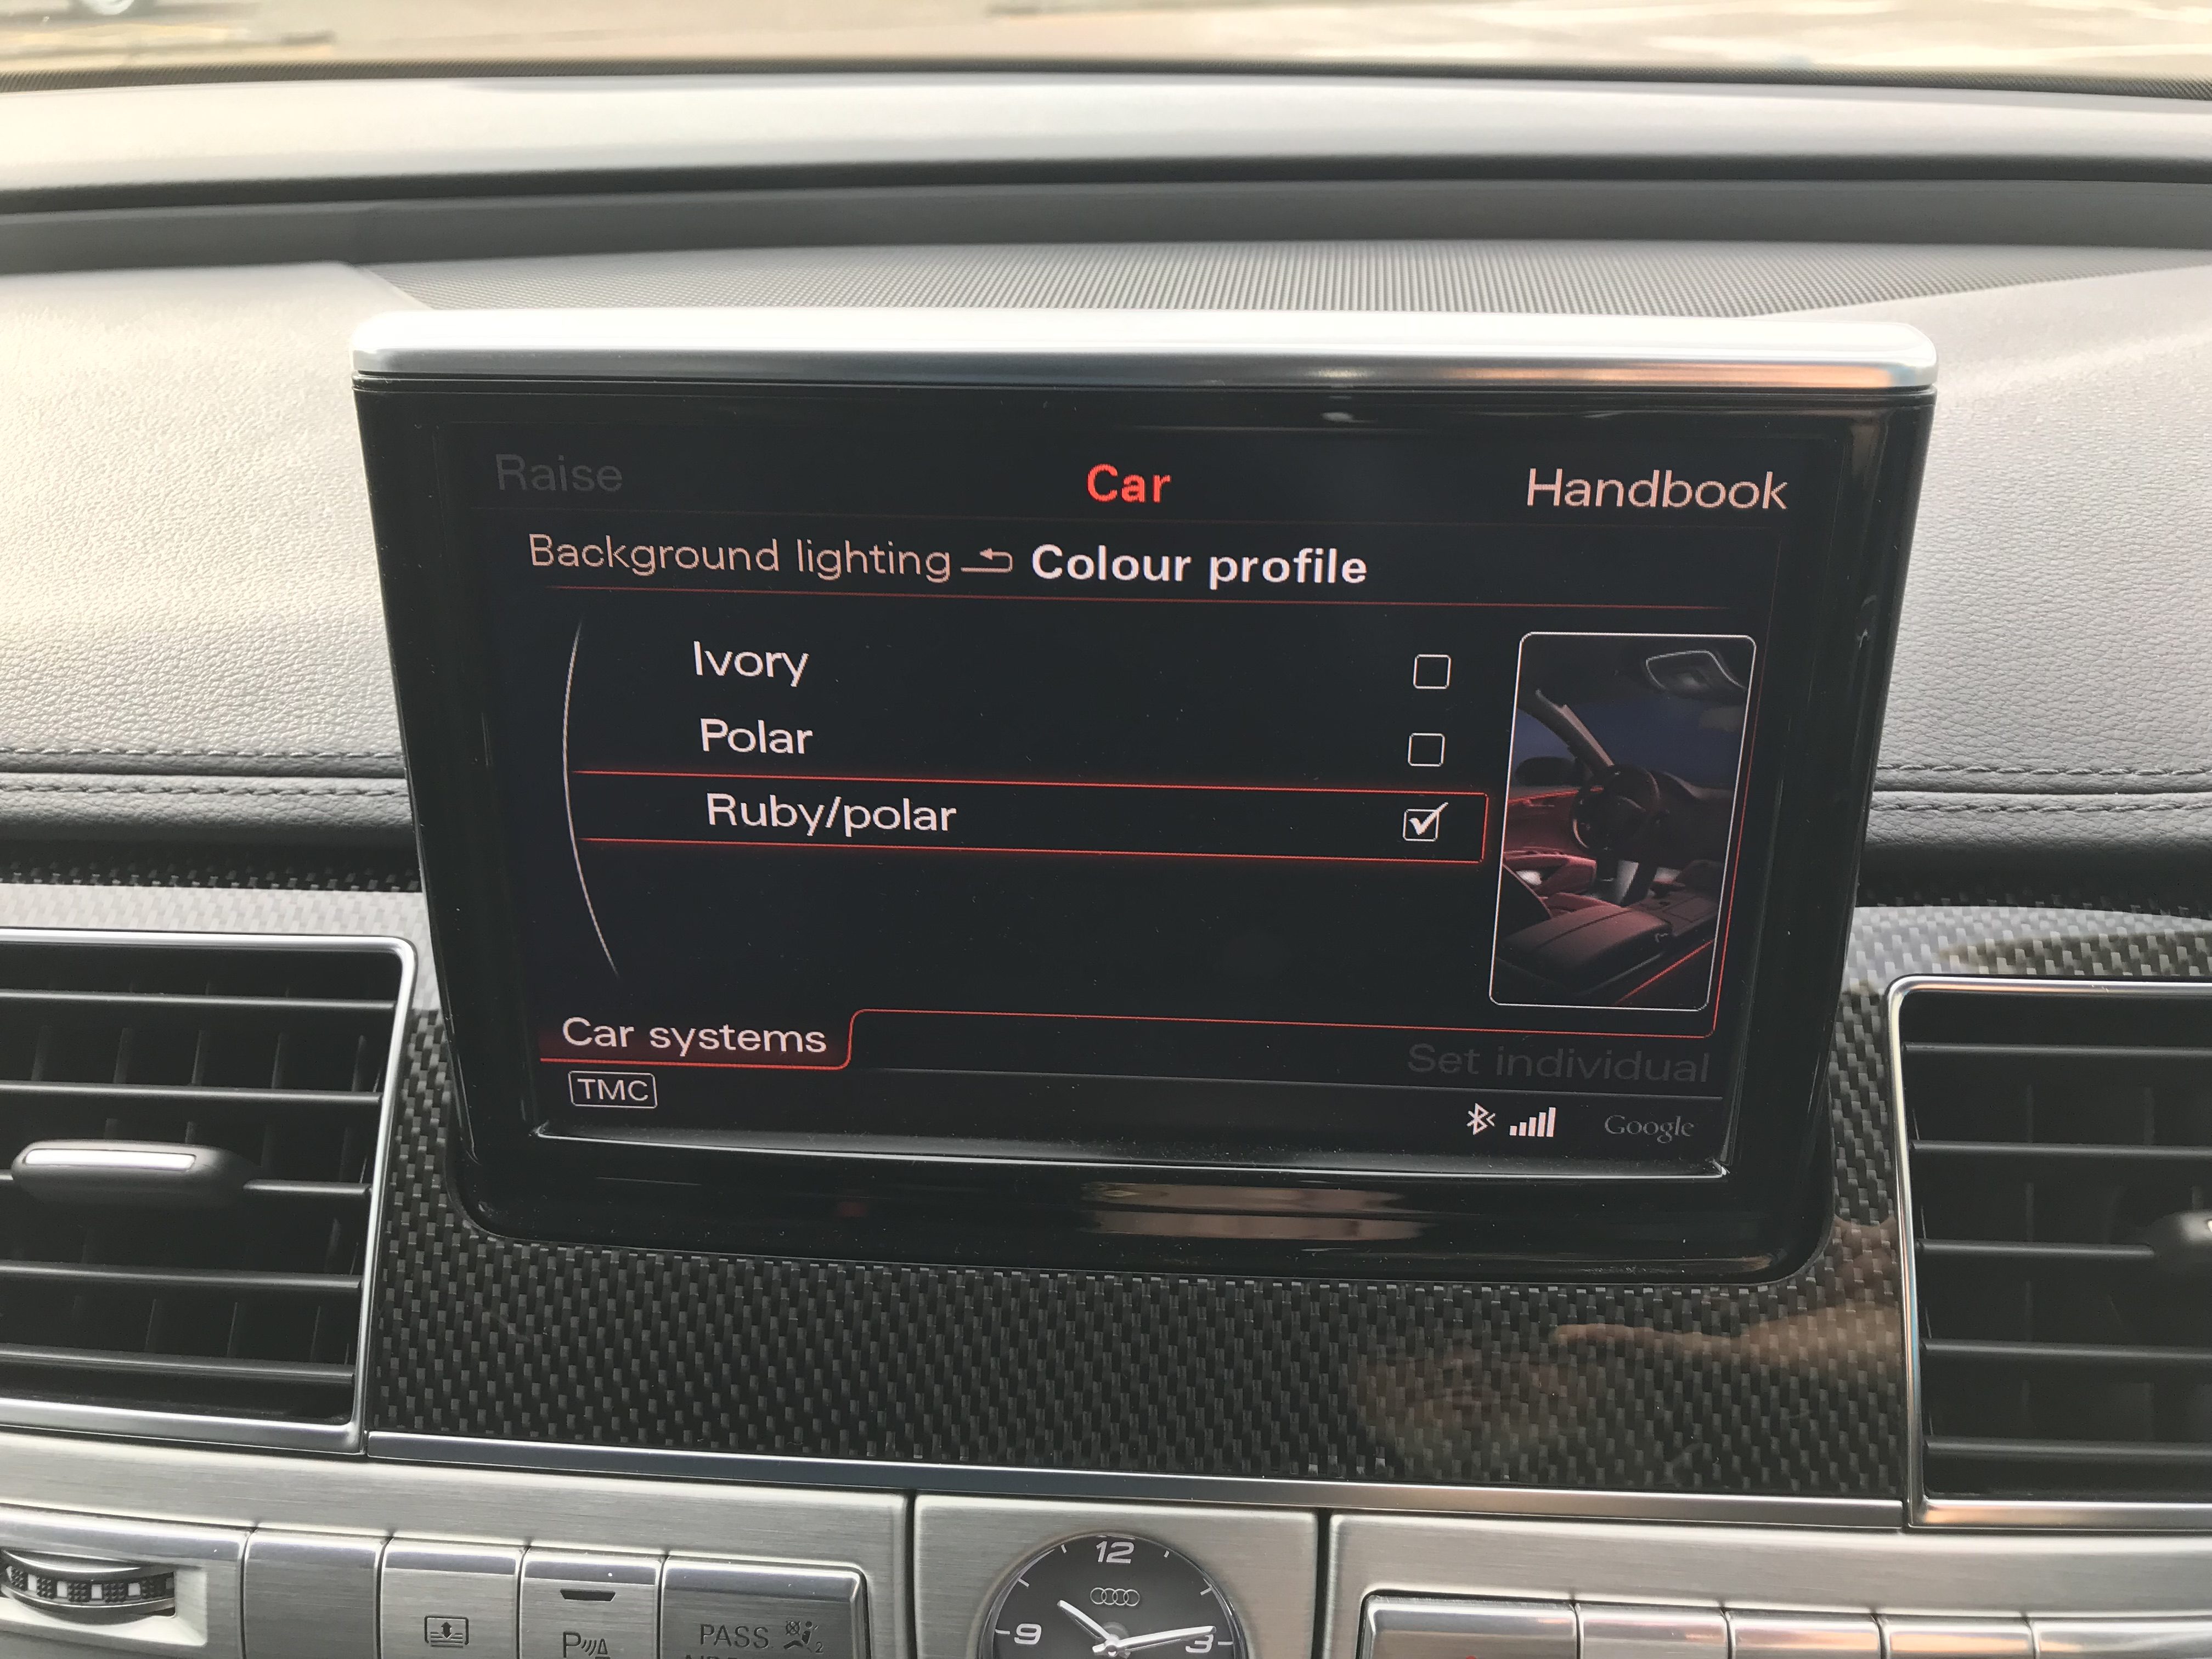 Raise Car Handbook
Background lighting Colour profile
Ivory
Polar
Ruby/polar
Car systems
Set individual
TMC
Google
12
9
3
PASS
2
P